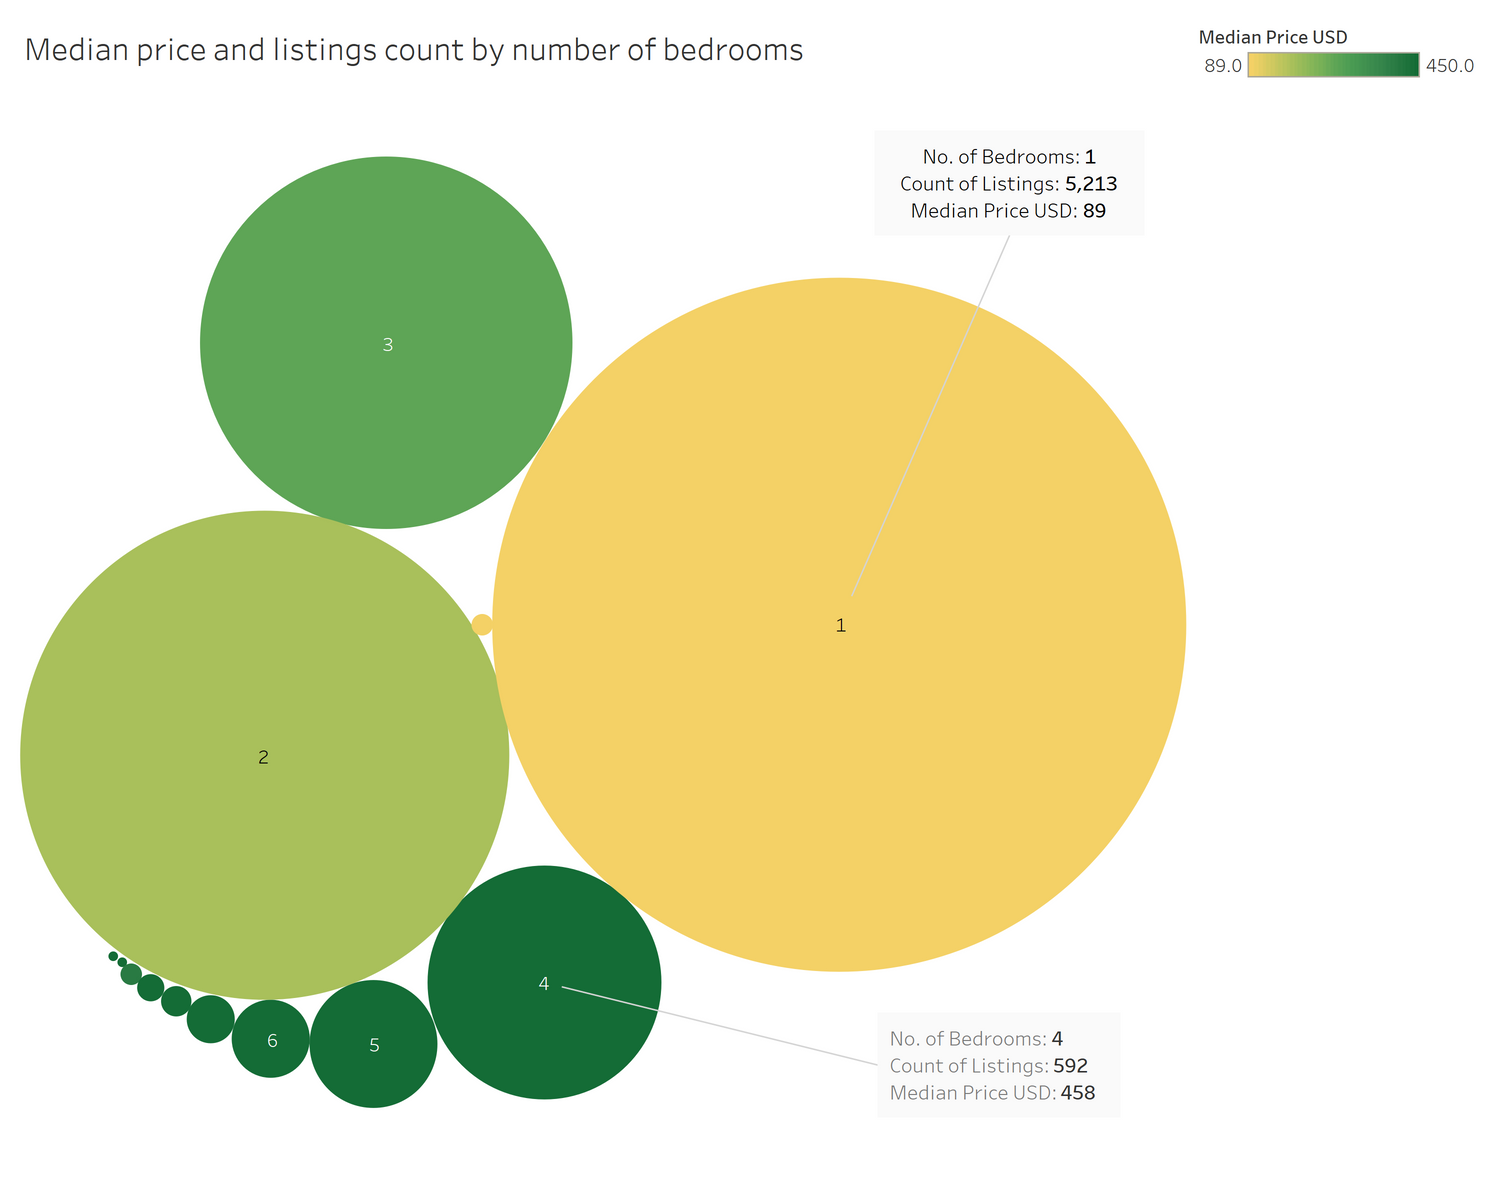 Median price and listings count by number of bedrooms
Median Price USD
89.0 450.0
No. of Bedrooms: 1
Count of Listings: 5,213
Median Price USD: 89
3
1
2
4
6
5
No. of Bedrooms: 4
Count of Listings: 592
Median Price USD: 458